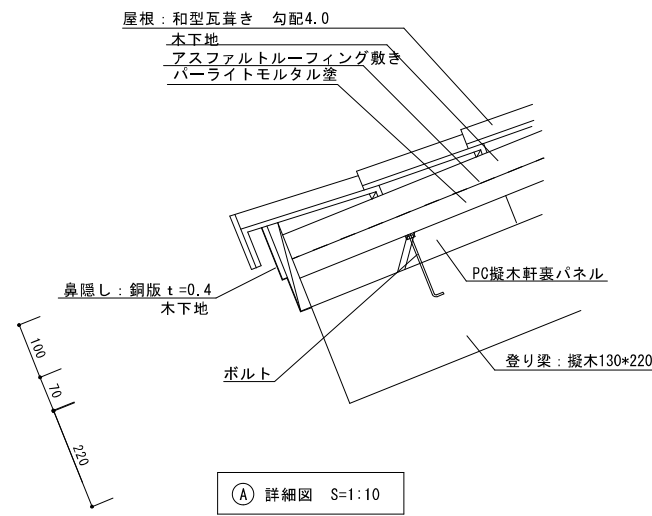 屋根：和型瓦葺き　勾配4.0
木下地
アスファルトルーフィング敷き
パーライトモルタル塗
PC擬木軒裏パネル
鼻隠し：銅版ｔ=0.4
木下地
登り梁：擬木130*220
ボルト
100
70
220
A 詳細図　S=1:10